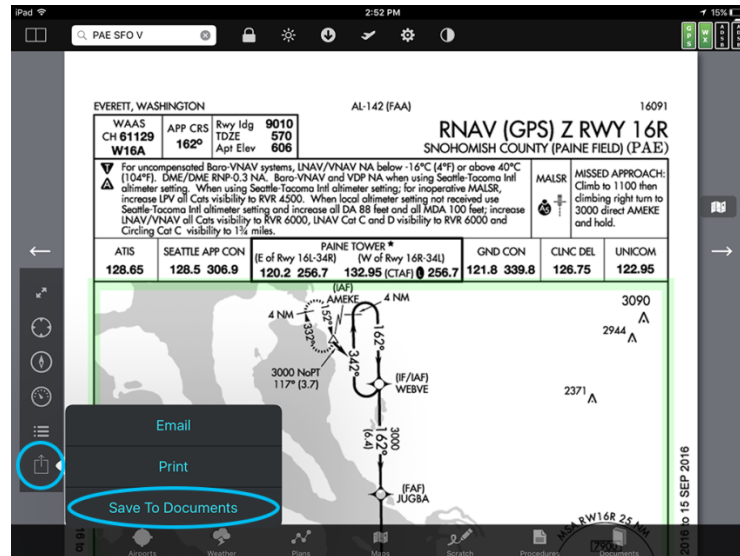 iPad
2:52 PM
15%
PAE SFO V
GPS
WX
ADSB
ADSB
EVERETT, WASHINGTON
AL-142 (FAA)
16091
WAAS
CH 61129
W16A
APP CRS
162°
Rwy ldg 9010
TDZE 570
Apt Elev 606
RNAV (GPS) Z RWY 16R
SNOHOMISH COUNTY (PAINE FIELD) (PAE)
T
A
For uncompensated Baro-VNAV systems, LNAV/VNAV NA below -16°C (4°F) or above 40°C
(104°F). DME/DME RNP-0.3 NA. Baro-VNAV and VDP NA when using Seattle-Tacoma Intl
altimeter setting. When using Seattle-Tacoma Intl altimeter setting; for inoperative MALSR,
increase LPV all Cats visibility to RVR 4500. When local altimeter setting not received use
Seattle-Tacoma Intl altimeter setting and increase all DA 88 feet and all MDA 100 feet; increase
LNAV/VNAV all Cats visibility to RVR 6000, LNAV Cat C and D visibility to RVR 6000 and
Circling Cat C visibility to 1¾ miles.
MALSR
MISSED APPROACH:
Climb to 1100 then
climbing right turn to
3000 direct AMEKE
and hold.
ATIS
128.65
SEATTLE APP CON
128.5 306.9
PAINE TOWER *
(E of Rwy 16L-34R) (W of Rwy 16R-34L)
120.2 256.7 132.95 (CTAF) 256.7
GND CON
121.8 339.8
CLNC DEL
126.75
UNICOM
122.95
(IAF)
AMEKE
4 NM
4 NM
152°
332°
162°
342°
3000 NoPT
117° (3.7)
(IF/IAF)
WEBVE
3090
2944
2371
3000
162°
(6.4)
(FAF)
JUGBA
MSA RW16R 25 NM
7900
2016 to 15 SEP 2016
16 to
Email
Print
Save To Documents
Airports
Weather
Plans
Maps
Scratch
Procedures
Documents